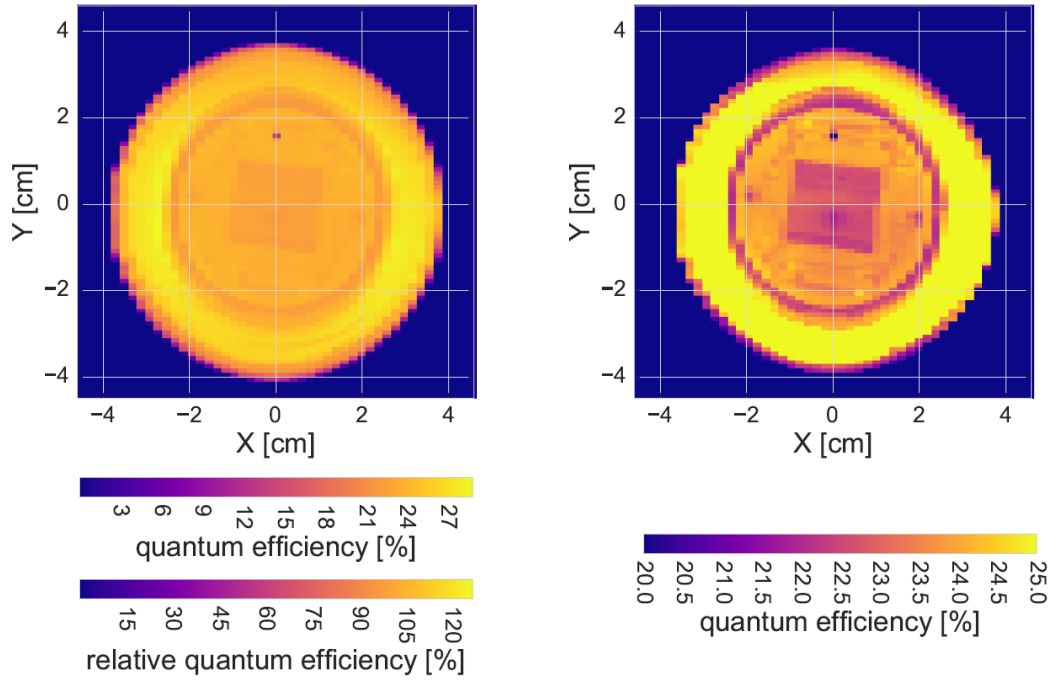 4
2
0
−2
−4
Y [cm]
−4 −2 0 2 4
X [cm]
3 6 9 12 15 18 21 24 27
quantum efficiency [%]
15 30 45 60 75 90 105 120
relative quantum efficiency [%]
4
2
0
−2
−4
Y [cm]
−4 −2 0 2 4
X [cm]
20.0 20.5 21.0 21.5 22.0 22.5 23.0 23.5 24.0 24.5 25.0
quantum efficiency [%]